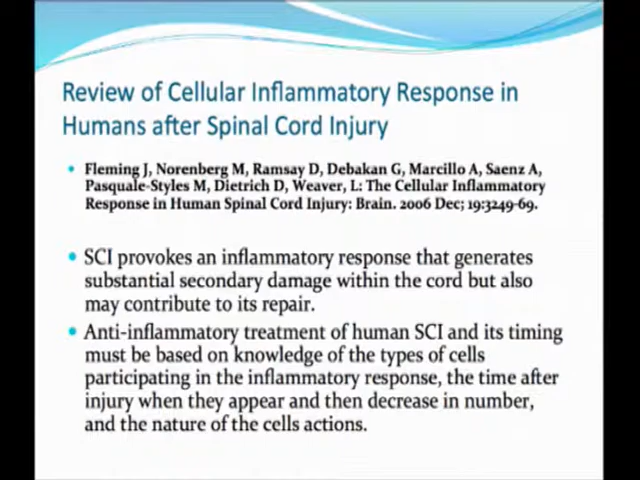 Review of Cellular Inflammatory Response in
Humans after Spinal Cord Injury
• Fleming J, Norenberg M, Ramsay D, Debakan G, Marcillo A, Saenz A,
Pasquale-Styles M, Dietrich D, Weaver, L: The Cellular Inflammatory
Response in Human Spinal Cord Injury: Brain. 2006 Dec; 19:3249-69.
• SCI provokes an inflammatory response that generates
substantial secondary damage within the cord but also
may contribute to its repair.
• Anti-inflammatory treatment of human SCI and its timing
must be based on knowledge of the types of cells
participating in the inflammatory response, the time after
injury when they appear and then decrease in number,
and the nature of the cells actions.